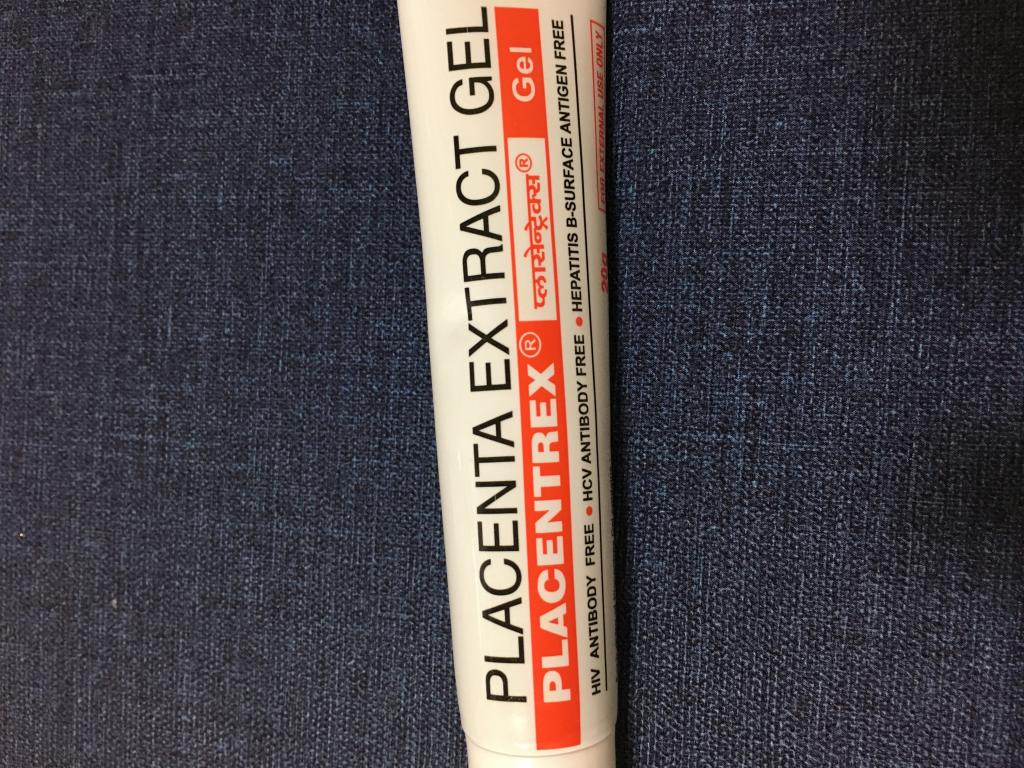 PLACENTA EXTRACT GEL
PLACENTREX® प्लासेन्ट्रेक्स® Gel
HIV ANTIBODY FREE • HCV ANTIBODY FREE • HEPATITIS B-SURFACE ANTIGEN FREE
20g FOR EXTERNAL USE ONLY